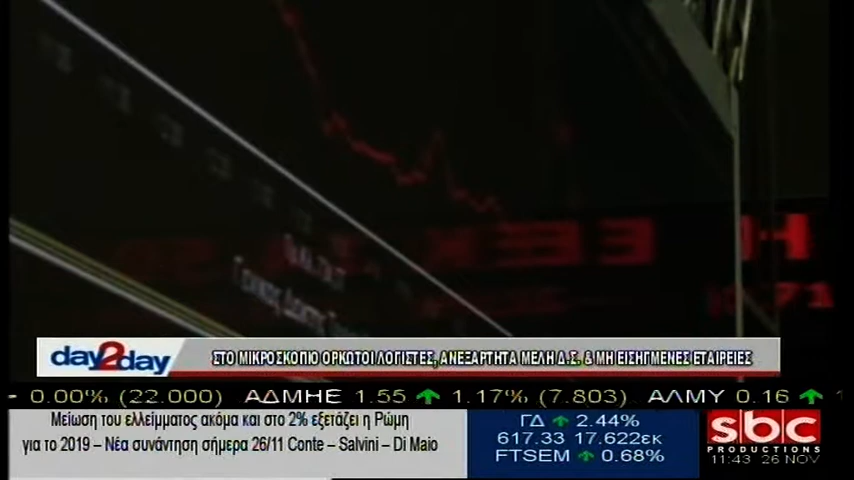 day2day
ΣΤΟ ΜΙΚΡΟΣΚΟΠΙΟ ΟΡΚΩΤΟΙ ΛΟΓΙΣΤΕΣ, ΑΝΕΞΑΡΤΗΤΑ ΜΕΛΗ Δ.Σ. & ΜΗ ΕΙΣΗΓΜΕΝΕΣ ΕΤΑΙΡΕΙΕΣ
0.00% (22.000) ΑΔΜΗΕ 1.55 1.17% (7.803) ΑΛΜΥ 0.16
Μείωση του ελλείμματος ακόμα και στο 2% εξετάζει η Ρώμη
για το 2019 – Νέα συνάντηση σήμερα 26/11 Conte – Salvini – Di Maio
ΓΔ 2.44%
617.33 17.622εκ
FTSEM 0.68%
sbc
PRODUCTIONS
11:43 26 NOV